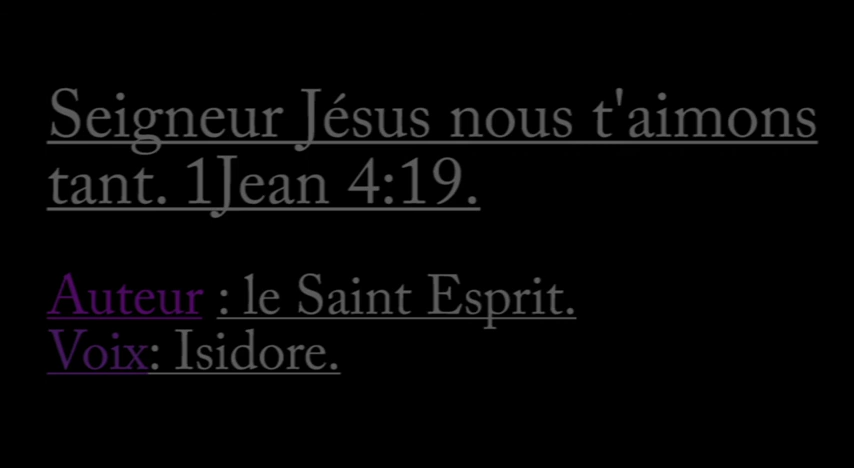 Seigneur Jésus nous t'aimons
tant. 1Jean 4:19.
Auteur : le Saint Esprit.
Voix: Isidore.